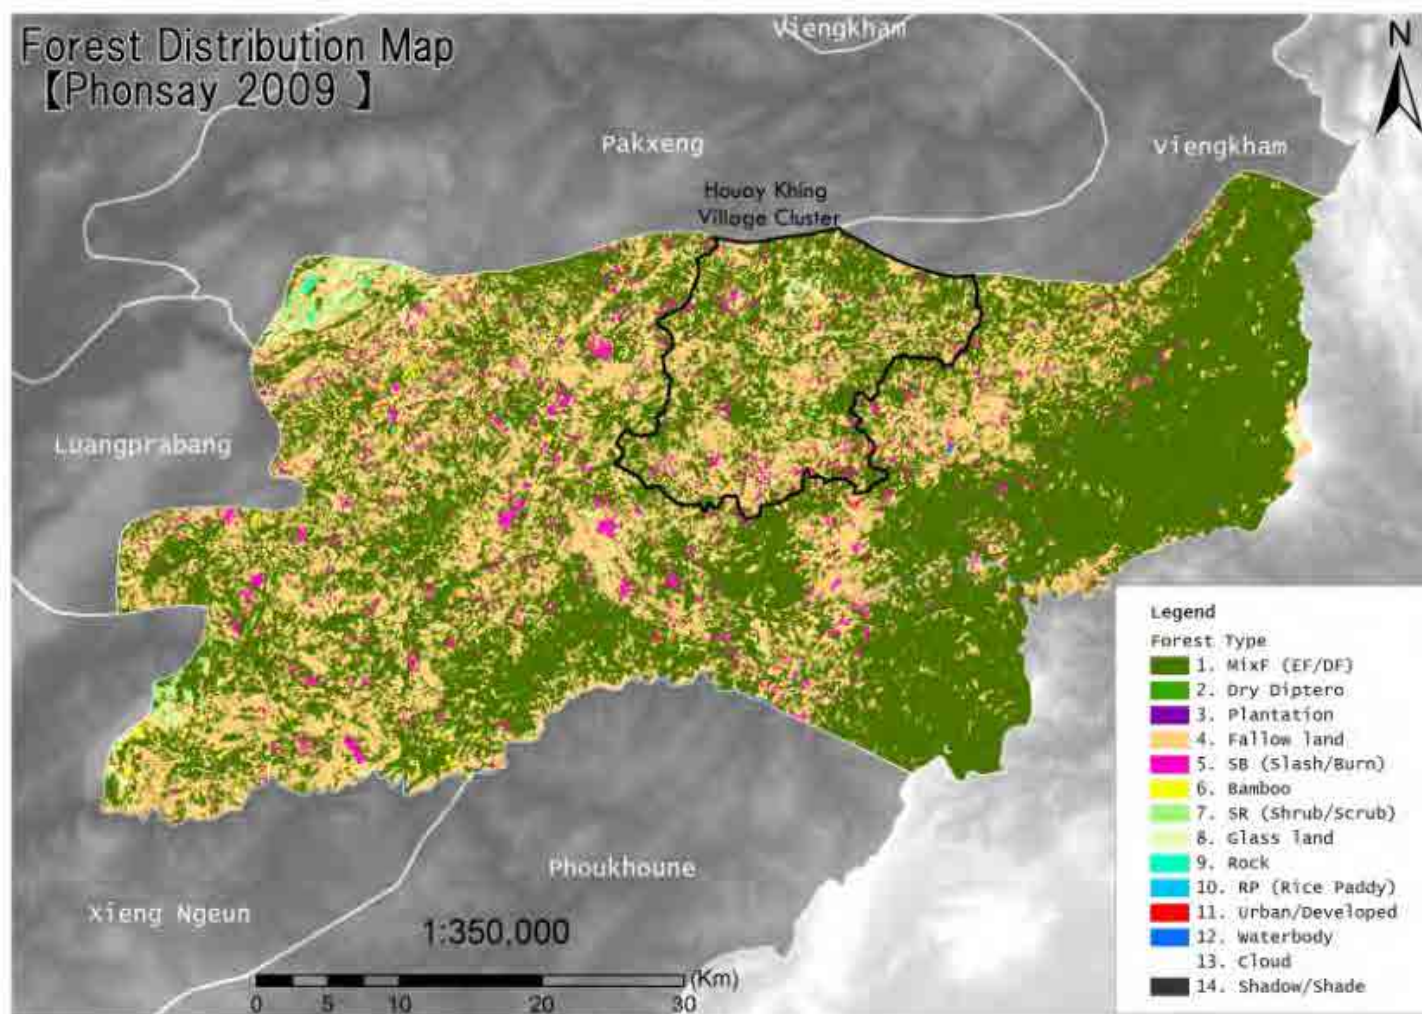 Forest Distribution Map
【Phonsay 2009 】
Viengkham
N
Pakxeng
Viengkham
Houay Khing
Village Cluster
Luangprabang
Phoukhoune
Xieng Ngeun
1:350,000
(Km)
0 5 10 20 30
Legend
Forest Type
1. MixF (EF/DF)
2. Dry Diptero
3. Plantation
4. Fallow land
5. SB (Slash/Burn)
6. Bamboo
7. SR (Shrub/Scrub)
8. Glass land
9. Rock
10. RP (Rice Paddy)
11. Urban/Developed
12. Waterbody
13. Cloud
14. Shadow/Shade